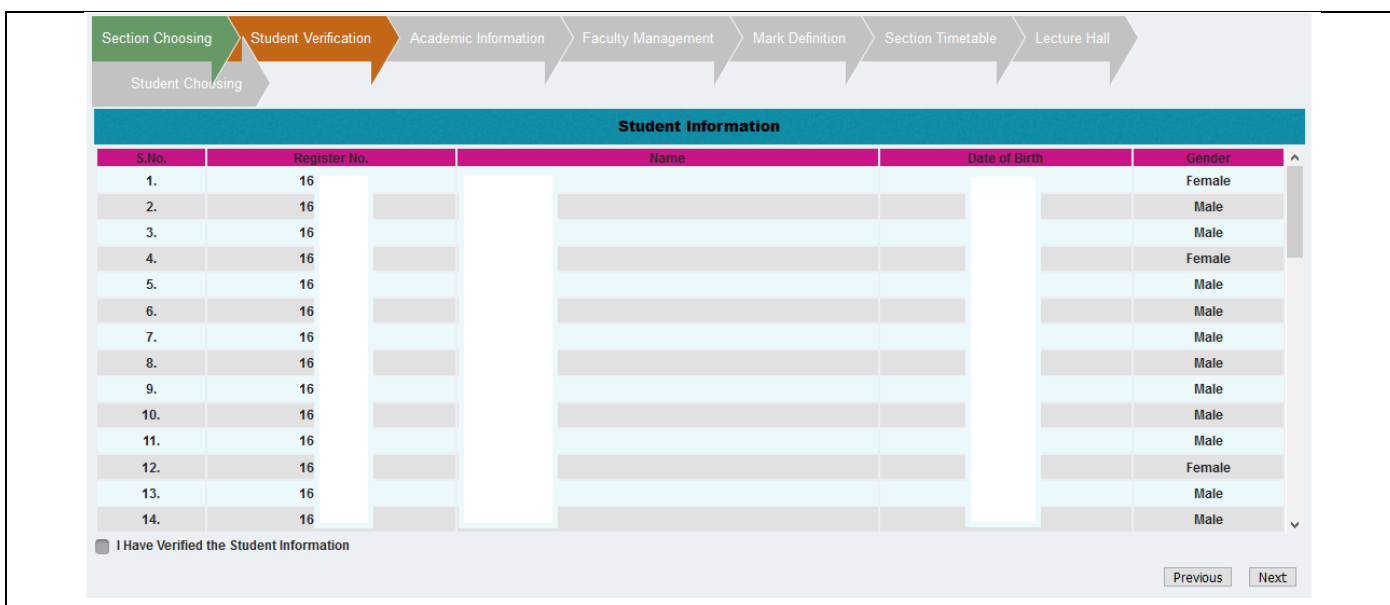 Section Choosing Student Verification Academic Information Faculty Management Mark Definition Section Timetable Lecture Hall
Student Choosing
Student Information
S.No. Register No. Name Date of Birth Gender
1. 16 Female
2. 16 Male
3. 16 Male
4. 16 Female
5. 16 Male
6. 16 Male
7. 16 Male
8. 16 Male
9. 16 Male
10. 16 Male
11. 16 Male
12. 16 Female
13. 16 Male
14. 16 Male
I Have Verified the Student Information
Previous Next